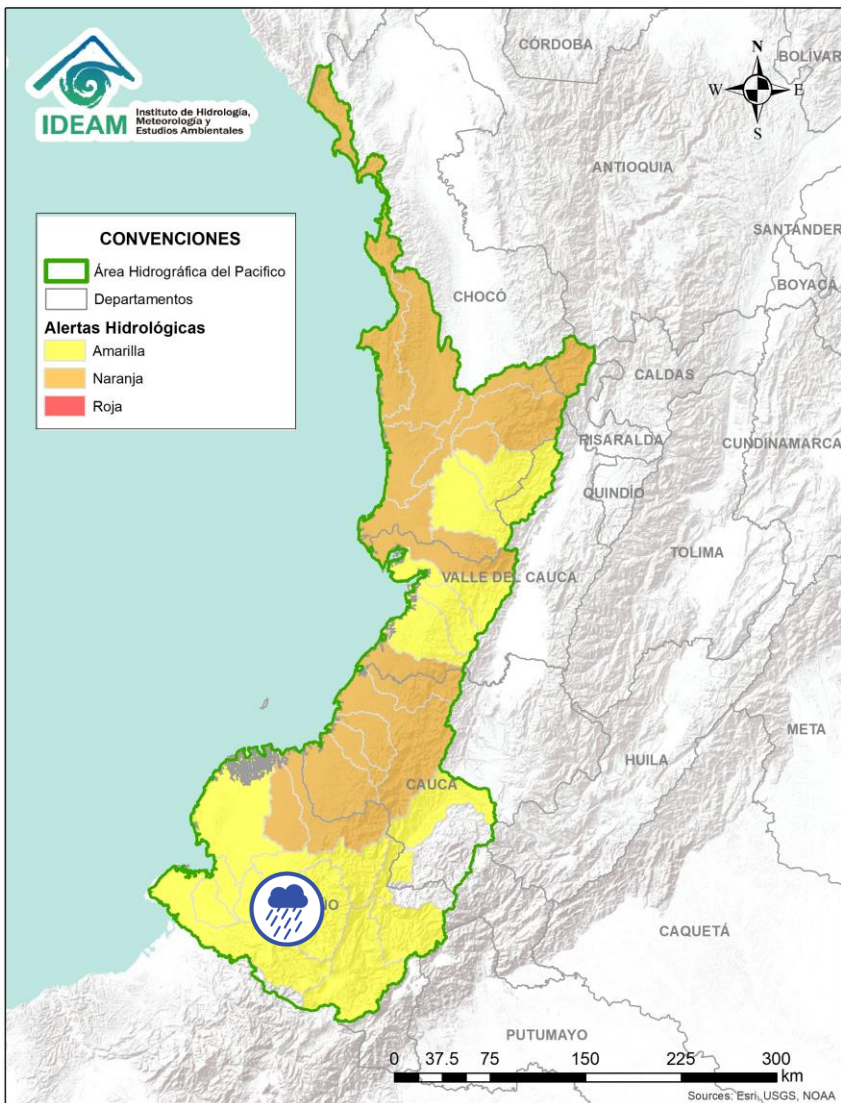 IDEAM
Instituto de Hidrología,
Meteorología y
Estudios Ambientales
CÓRDOBA
BOLÍVAR
N
W
E
S
ANTIOQUIA
SANTANDER
BOYACÁ
CONVENCIONES
Área Hidrográfica del Pacifico
Departamentos
Alertas Hidrológicas
Amarilla
Naranja
Roja
CHOCÓ
CALDAS
RISARALDA
CUNDINAMARCA
QUINDÍO
TOLIMA
VALLE DEL CAUCA
META
HUILA
CAUCA
CAQUETÁ
PUTUMAYO
0 37.5 75 150 225 300
km
Sources: Esri, USGS, NOAA